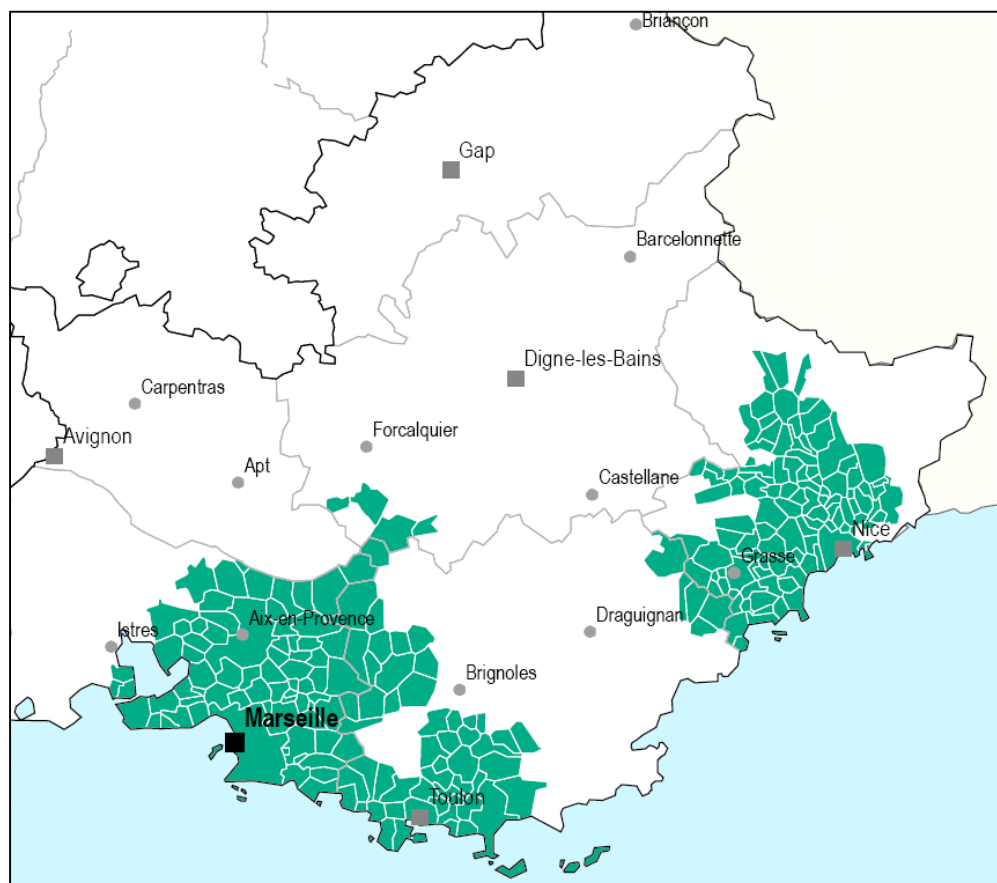 Briançon
Gap
Barcelonnette
Digne-les-Bains
Carpentras
Avignon
Forcalquier
Apt
Castellane
Nice
Grasse
Istres
Aix-en-Provence
Draguignan
Brignoles
Marseille
Toulon